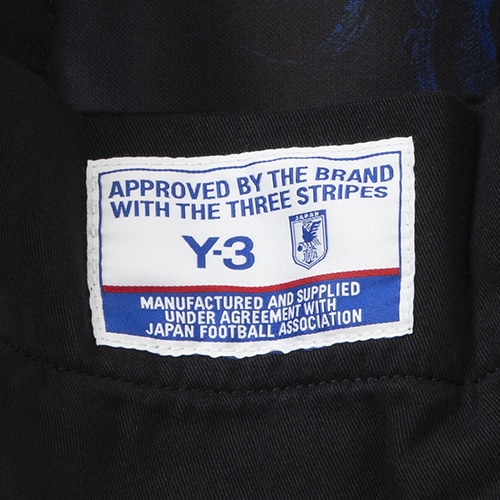 APPROVED BY THE BRAND
WITH THE THREE STRIPES
Y-3
JAPAN
JFA
MANUFACTURED AND SUPPLIED
UNDER AGREEMENT WITH
JAPAN FOOTBALL ASSOCIATION